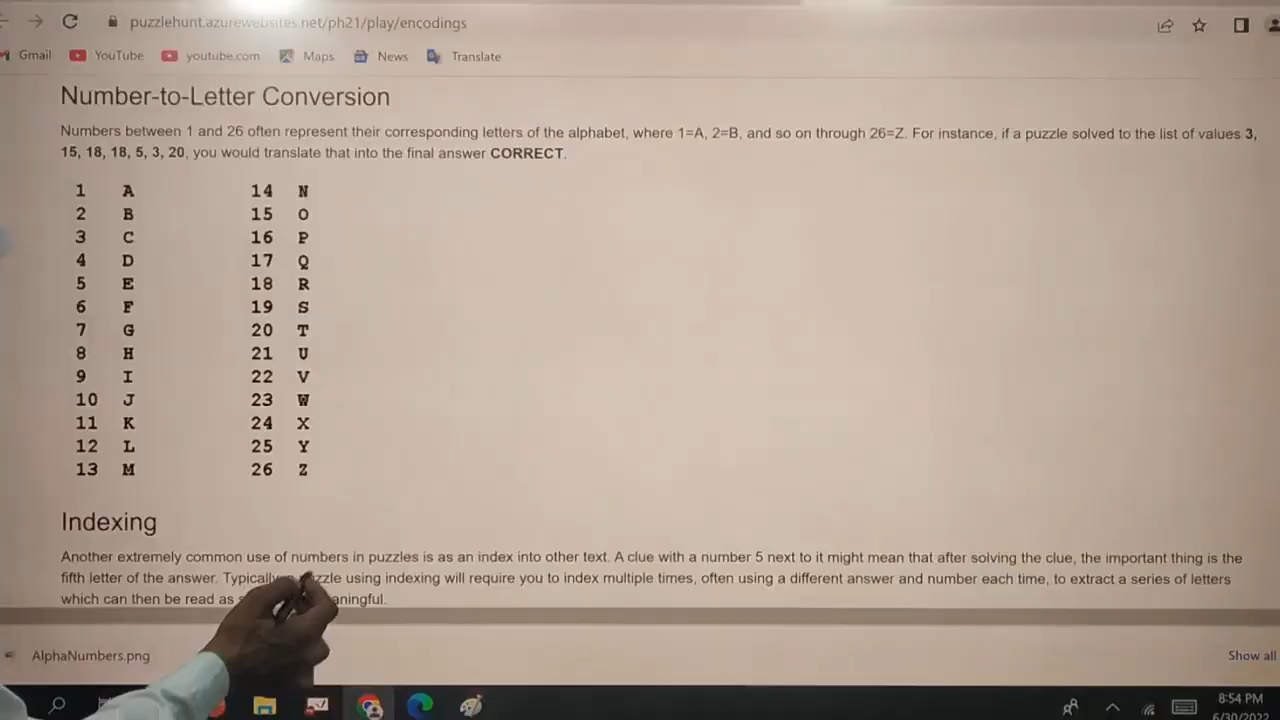 puzzlehunt.azurewebsites.net/ph21/play/encodings
Gmail YouTube youtube.com Maps News Translate
Number-to-Letter Conversion
Numbers between 1 and 26 often represent their corresponding letters of the alphabet, where 1=A, 2=B, and so on through 26=Z. For instance, if a puzzle solved to the list of values 3,
15, 18, 18, 5, 3, 20, you would translate that into the final answer CORRECT.
1 A 14 N
2 B 15 O
3 C 16 P
4 D 17 Q
5 E 18 R
6 F 19 S
7 G 20 T
8 H 21 U
9 I 22 V
10 J 23 W
11 K 24 X
12 L 25 Y
13 M 26 Z
Indexing
Another extremely common use of numbers in puzzles is as an index into other text. A clue with a number 5 next to it might mean that after solving the clue, the important thing is the
fifth letter of the answer. Typically using indexing will require you to index multiple times, often using a different answer and number each time, to extract a series of letters
which can then be read as
AlphaNumbers.png Show all
8:54 PM
6/30/2022